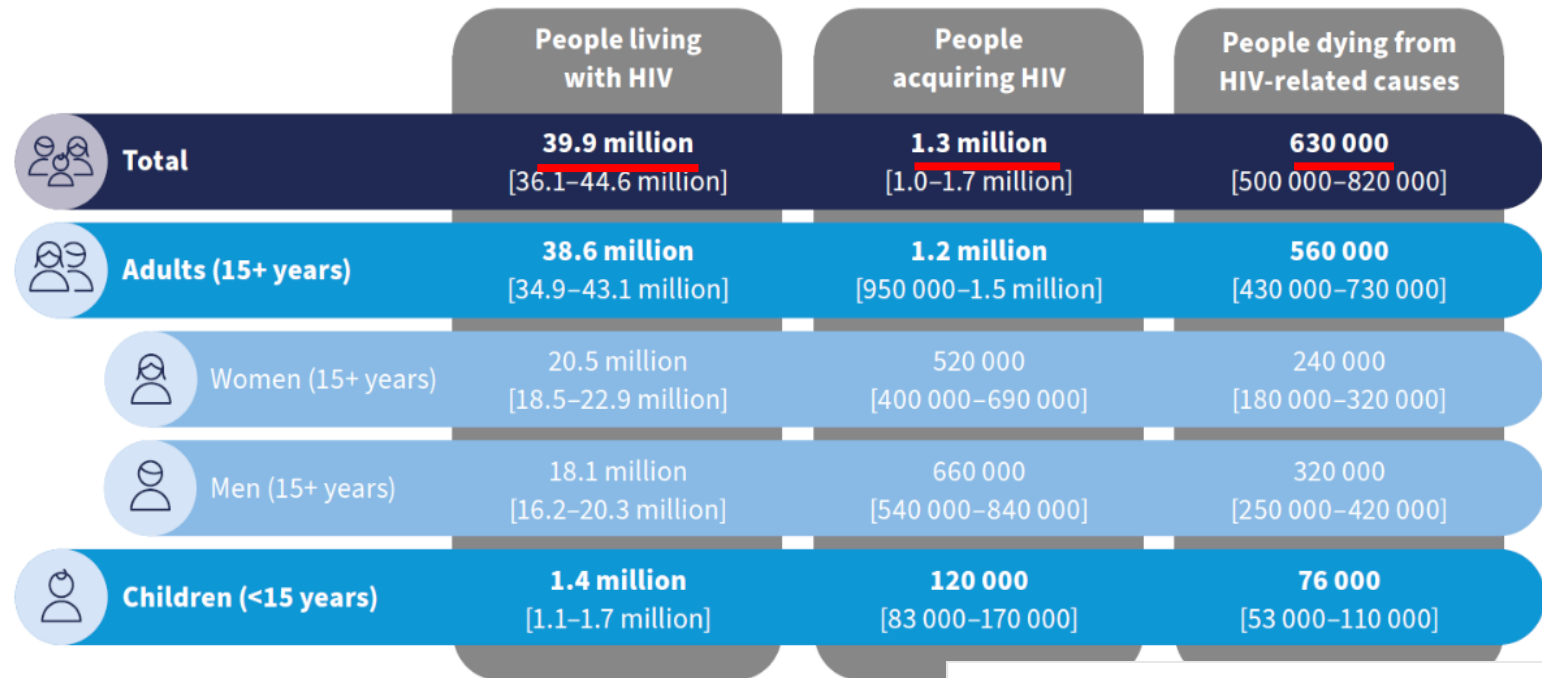 People living
with HIV
People
acquiring HIV
People dying from
HIV-related causes
Total
39.9 million
[36.1–44.6 million]
1.3 million
[1.0–1.7 million]
630 000
[500 000–820 000]
Adults (15+ years)
38.6 million
[34.9–43.1 million]
1.2 million
[950 000–1.5 million]
560 000
[430 000–730 000]
Women (15+ years)
20.5 million
[18.5–22.9 million]
520 000
[400 000–690 000]
240 000
[180 000–320 000]
Men (15+ years)
18.1 million
[16.2–20.3 million]
660 000
[540 000–840 000]
320 000
[250 000–420 000]
Children (<15 years)
1.4 million
[1.1–1.7 million]
120 000
[83 000–170 000]
76 000
[53 000–110 000]